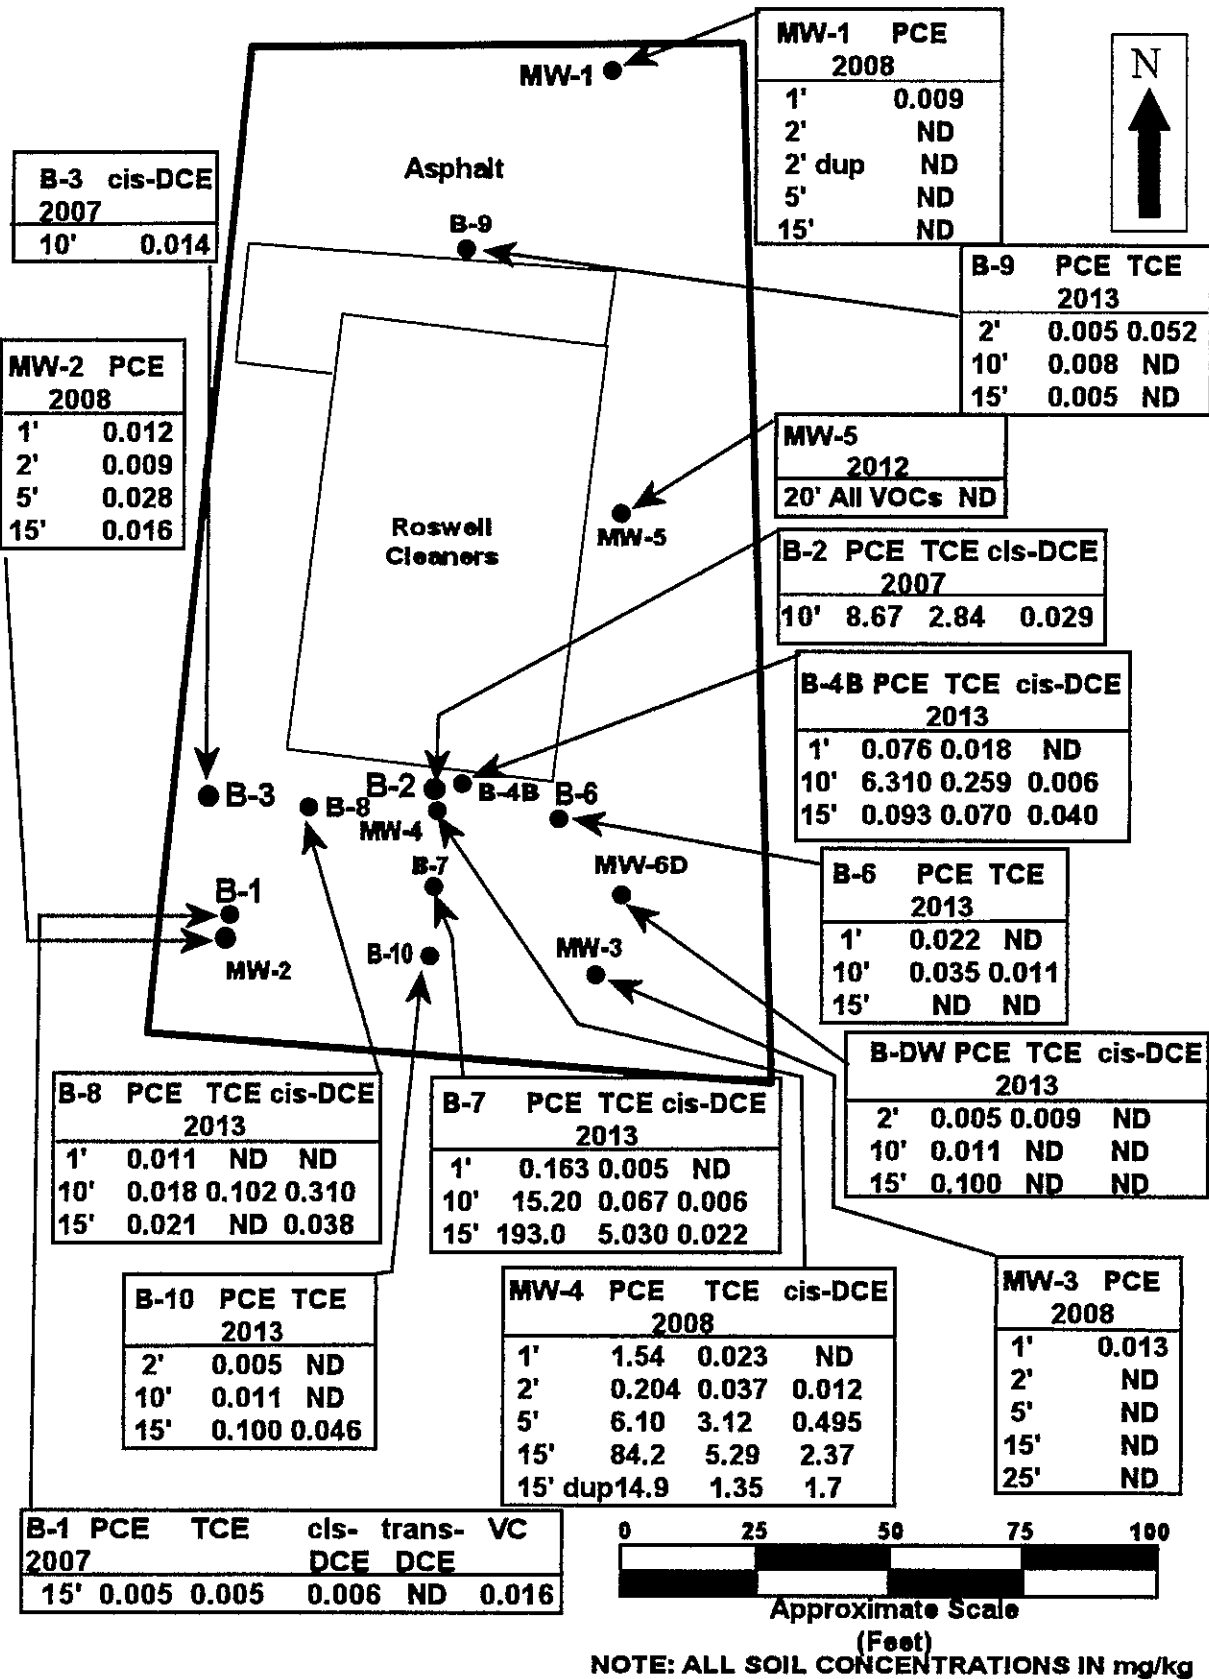 MW-1 PCE
2008
1' 0.009
2' ND
2' dup ND
5' ND
15' ND
N
MW-1
Asphalt
B-3 cis-DCE
2007
10' 0.014
B-9
B-9 PCE TCE
2013
2' 0.005 0.052
10' 0.008 ND
15' 0.005 ND
MW-2 PCE
2008
1' 0.012
2' 0.009
5' 0.028
15' 0.016
MW-5
2012
20' All VOCs ND
Roswell
Cleaners
MW-5
B-2 PCE TCE cis-DCE
2007
10' 8.67 2.84 0.029
B-4B PCE TCE cis-DCE
2013
1' 0.076 0.018 ND
10' 6.310 0.259 0.006
15' 0.093 0.070 0.040
B-3
B-8
B-2
B-4B
B-6
MW-4
B-7
MW-6D
B-1
MW-2
B-10
MW-3
B-6 PCE TCE
2013
1' 0.022 ND
10' 0.035 0.011
15' ND ND
B-DW PCE TCE cis-DCE
2013
2' 0.005 0.009 ND
10' 0.011 ND ND
15' 0.100 ND ND
B-8 PCE TCE cis-DCE
2013
1' 0.011 ND ND
10' 0.018 0.102 0.310
15' 0.021 ND 0.038
B-7 PCE TCE cis-DCE
2013
1' 0.163 0.005 ND
10' 15.20 0.067 0.006
15' 193.0 5.030 0.022
B-10 PCE TCE
2013
2' 0.005 ND
10' 0.011 ND
15' 0.100 0.046
MW-4 PCE TCE cis-DCE
2008
1' 1.54 0.023 ND
2' 0.204 0.037 0.012
5' 6.10 3.12 0.495
15' 84.2 5.29 2.37
15' dup 14.9 1.35 1.7
MW-3 PCE
2008
1' 0.013
2' ND
5' ND
15' ND
25' ND
B-1 PCE TCE cis- trans- VC
2007 DCE DCE
15' 0.005 0.005 0.006 ND 0.016
0 25 50 75 100
Approximate Scale
(Feet)
NOTE: ALL SOIL CONCENTRATIONS IN mg/kg